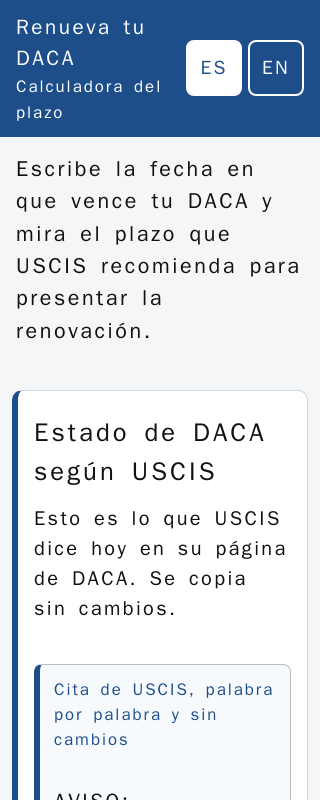 Renueva tu
DACA
Calculadora del
plazo
ES
EN
Escribe la fecha en
que vence tu DACA y
mira el plazo que
USCIS recomienda para
presentar la
renovación.
Estado de DACA
según USCIS
Esto es lo que USCIS
dice hoy en su página
de DACA. Se copia
sin cambios.
Cita de USCIS, palabra
por palabra y sin
cambios
AVISO: